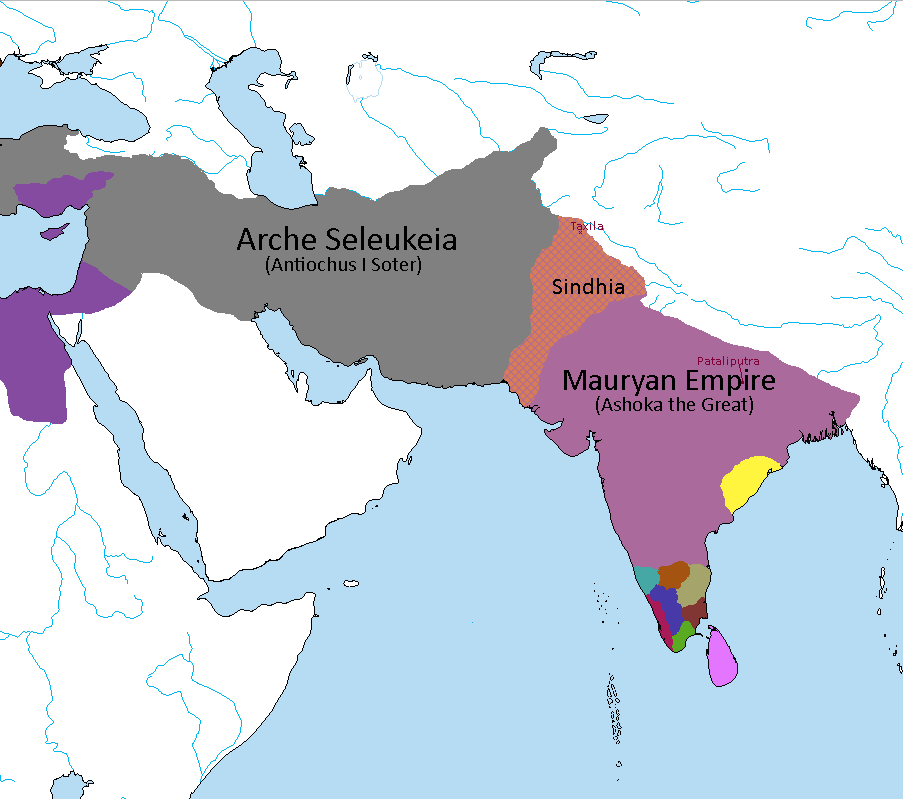 Taxila
Arche Seleukeia
(Antiochus I Soter)
Sindhia
Pataliputra
Mauryan Empire
(Ashoka the Great)